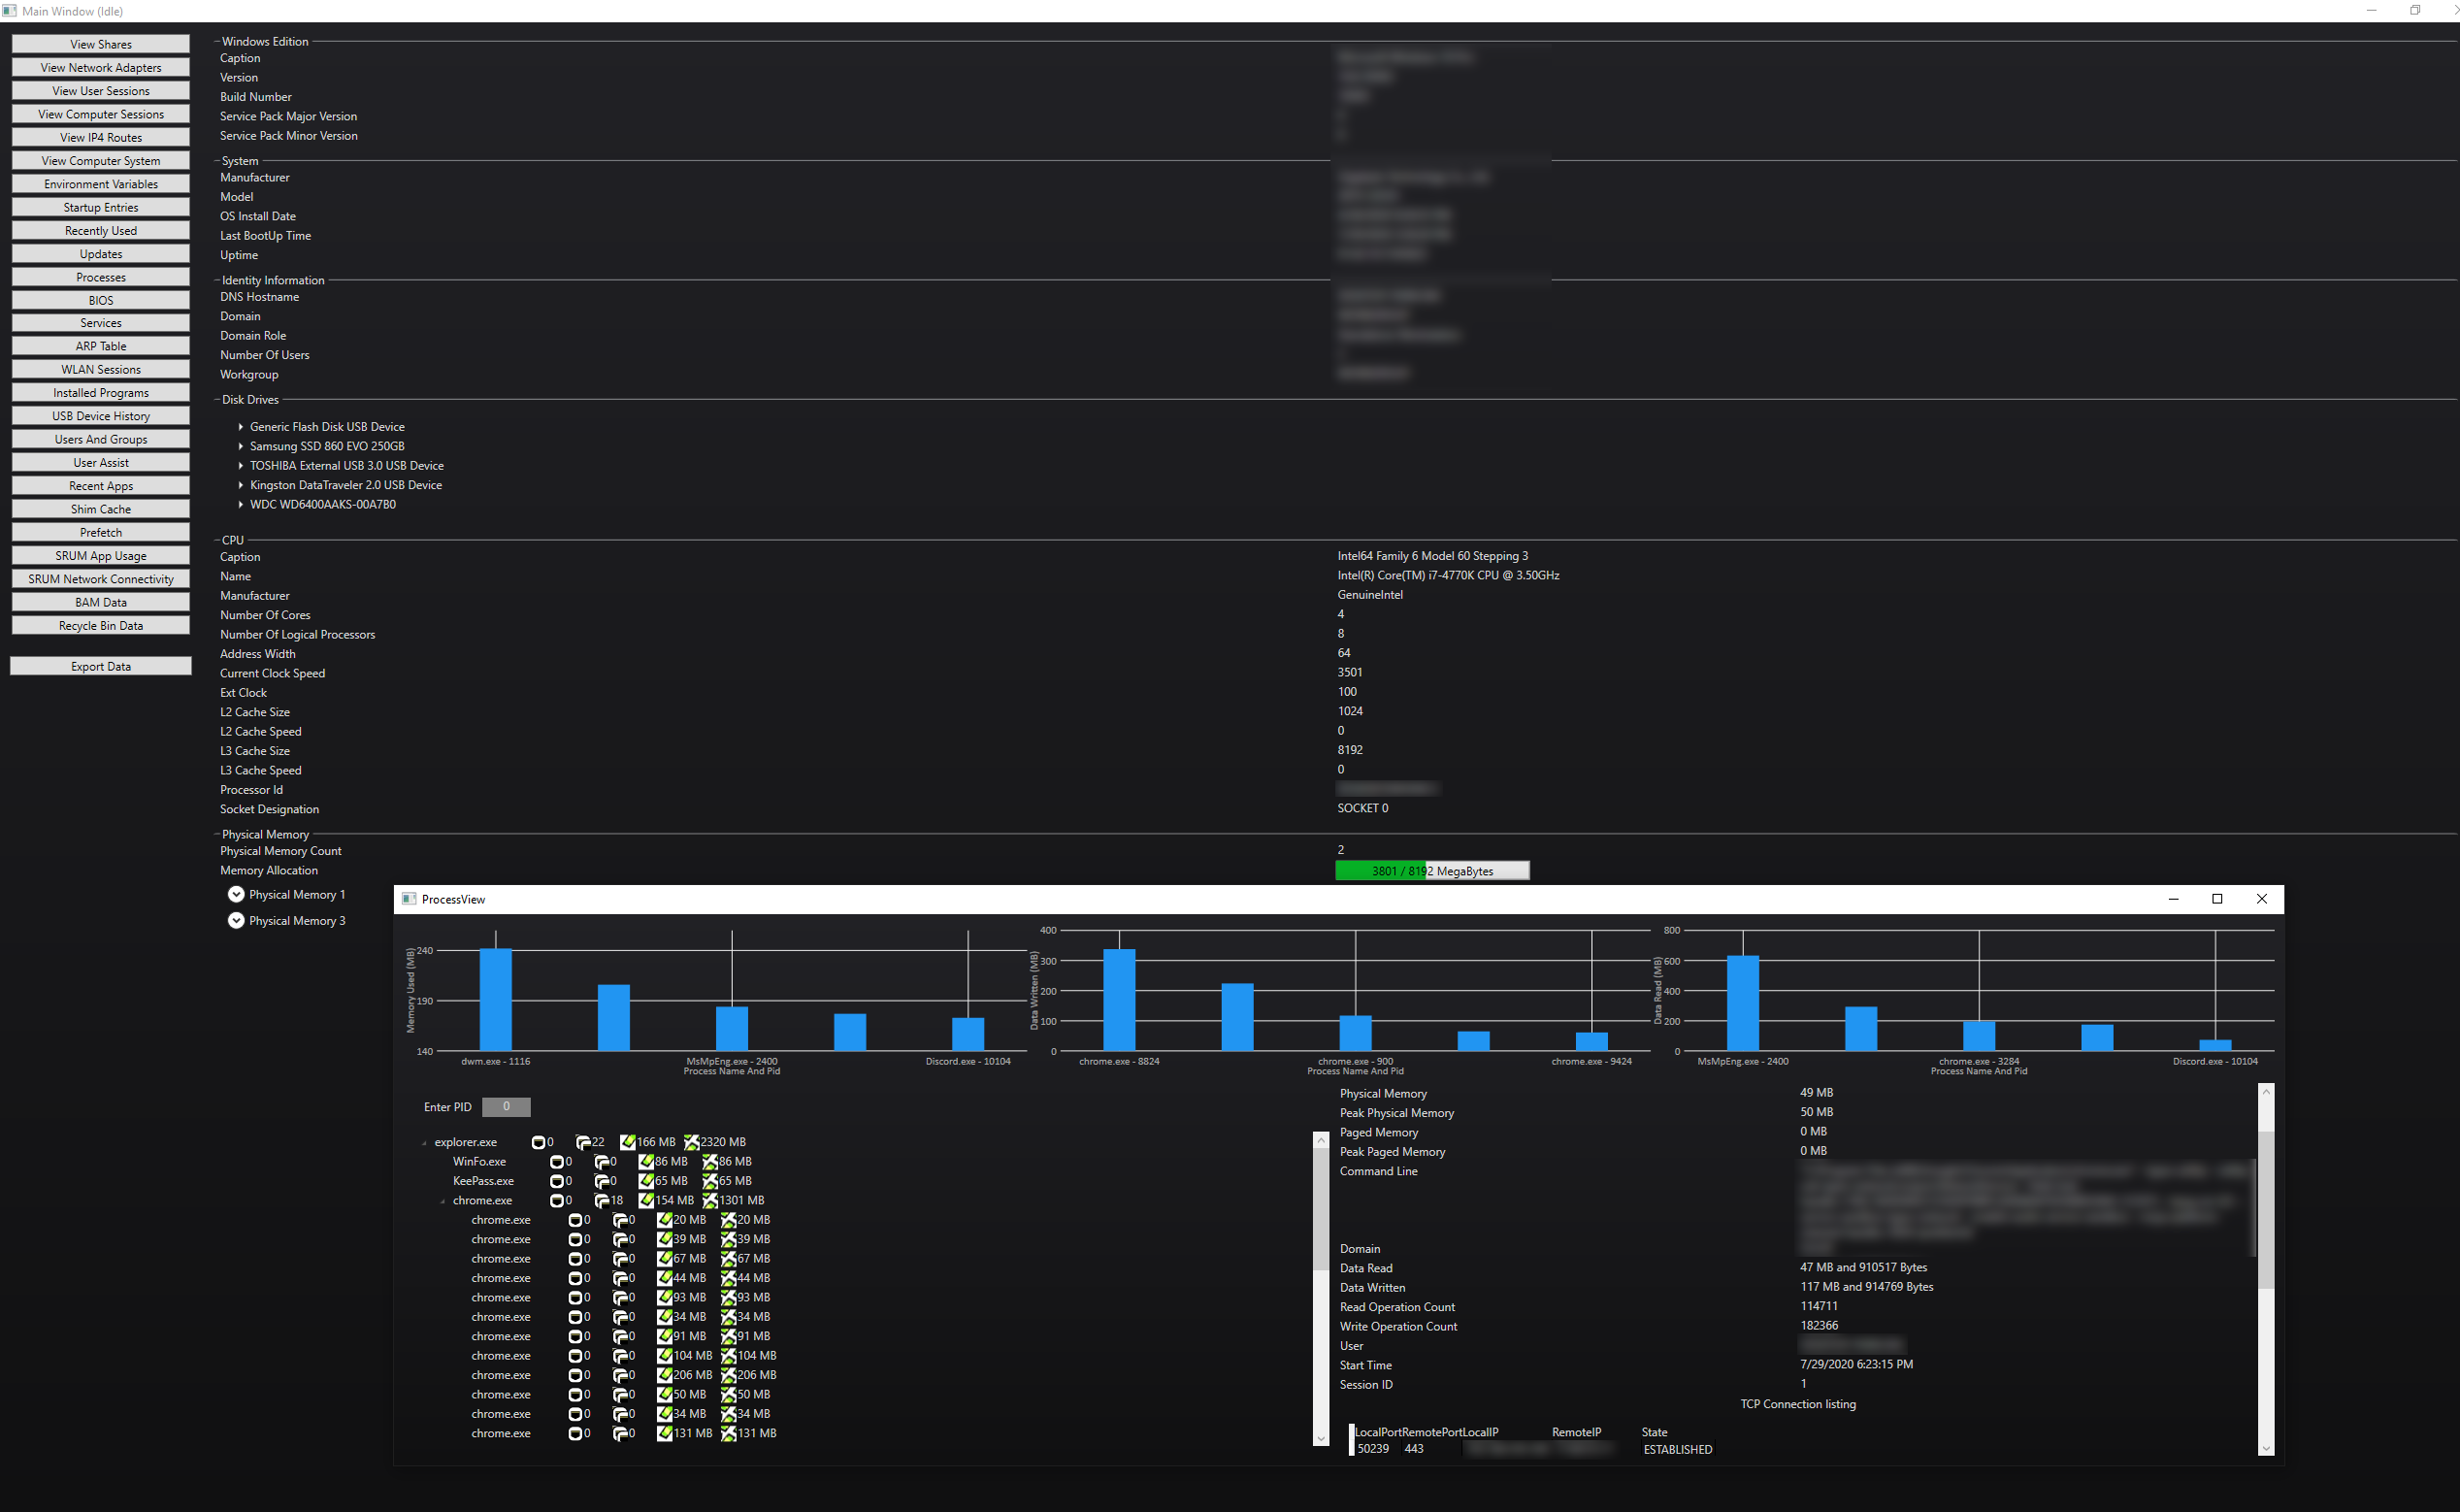 Main Window (Idle)
View Shares
View Network Adapters
View User Sessions
View Computer Sessions
View IP4 Routes
View Computer System
Environment Variables
Startup Entries
Recently Used
Updates
Processes
BIOS
Services
ARP Table
WLAN Sessions
Installed Programs
USB Device History
Users And Groups
User Assist
Recent Apps
Shim Cache
Prefetch
SRUM App Usage
SRUM Network Connectivity
BAM Data
Recycle Bin Data
Export Data
Windows Edition
Caption
Version
Build Number
Service Pack Major Version
Service Pack Minor Version
System
Manufacturer
Model
OS Install Date
Last BootUp Time
Uptime
Identity Information
DNS Hostname
Domain
Domain Role
Number Of Users
Workgroup
Disk Drives
Generic Flash Disk USB Device
Samsung SSD 860 EVO 250GB
TOSHIBA External USB 3.0 USB Device
Kingston DataTraveler 2.0 USB Device
WDC WD6400AAKS-00A7B0
CPU
Caption Intel64 Family 6 Model 60 Stepping 3
Name Intel(R) Core(TM) i7-4770K CPU @ 3.50GHz
Manufacturer GenuineIntel
Number Of Cores 4
Number Of Logical Processors 8
Address Width 64
Current Clock Speed 3501
Ext Clock 100
L2 Cache Size 1024
L2 Cache Speed 0
L3 Cache Size 8192
L3 Cache Speed 0
Processor Id
Socket Designation SOCKET 0
Physical Memory
Physical Memory Count 2
Memory Allocation 3801 / 8192 MegaBytes
Physical Memory 1
Physical Memory 3
ProcessView
Memory Used (MB)
240
190
140
dwm.exe - 1116 MsMpEng.exe - 2400 Discord.exe - 10104
Process Name And Pid
Data Written (MB)
400
300
200
100
0
chrome.exe - 8824 chrome.exe - 900 chrome.exe - 9424
Process Name And Pid
Data Read (MB)
800
600
400
200
0
MsMpEng.exe - 2400 chrome.exe - 3284 Discord.exe - 10104
Process Name And Pid
Enter PID 0
explorer.exe 0 22 166 MB 2320 MB
WinFo.exe 0 0 86 MB 86 MB
KeePass.exe 0 0 65 MB 65 MB
chrome.exe 0 18 154 MB 1301 MB
chrome.exe 0 0 20 MB 20 MB
chrome.exe 0 0 39 MB 39 MB
chrome.exe 0 0 67 MB 67 MB
chrome.exe 0 0 44 MB 44 MB
chrome.exe 0 0 93 MB 93 MB
chrome.exe 0 0 34 MB 34 MB
chrome.exe 0 0 91 MB 91 MB
chrome.exe 0 0 104 MB 104 MB
chrome.exe 0 0 206 MB 206 MB
chrome.exe 0 0 50 MB 50 MB
chrome.exe 0 0 34 MB 34 MB
chrome.exe 0 0 131 MB 131 MB
Physical Memory 49 MB
Peak Physical Memory 50 MB
Paged Memory 0 MB
Peak Paged Memory 0 MB
Command Line
Domain
Data Read 47 MB and 910517 Bytes
Data Written 117 MB and 914769 Bytes
Read Operation Count 114711
Write Operation Count 182366
User
Start Time 7/29/2020 6:23:15 PM
Session ID 1
TCP Connection listing
LocalPort RemotePort LocalIP RemoteIP State
50239 443 ESTABLISHED